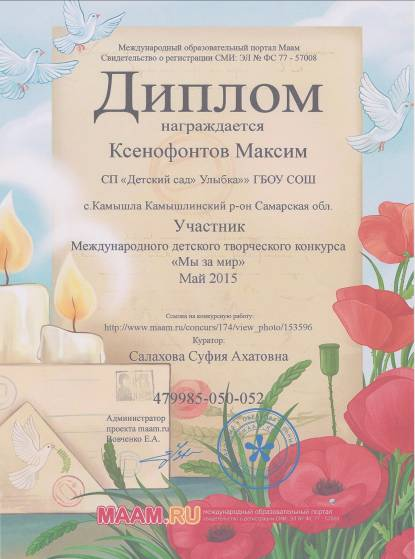 Международный образовательный портал Маам
Свидетельство о регистрации СМИ: ЭЛ № ФС 77 - 57008
Диплом
награждается
Ксенофонтов Максим
СП «Детский сад» Улыбка»» ГБОУ СОШ
с.Камышла Камышлинский р-он Самарская обл.
Участник
Международного детского творческого конкурса
«Мы за мир»
Май 2015
Ссылка на конкурсную работу:
http://www.maam.ru/concurs/174/view_photo/153596
Куратор:
Салахова Суфия Ахатовна
479985-050-052
Администратор
проекта maam.ru
Вовченко Е.А.
MAAM.RU
международный образовательный портал
свидетельство о регистрации СМИ: ЭЛ № ФС 77 - 57008